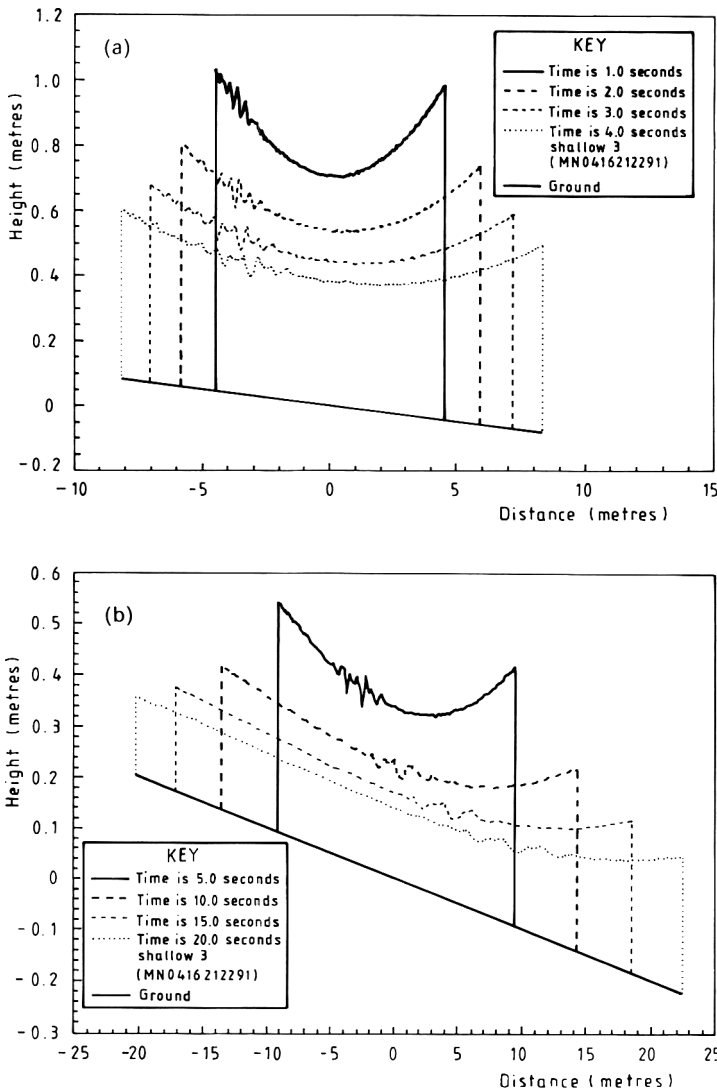 (a)
KEY
Time is 1.0 seconds
Time is 2.0 seconds
Time is 3.0 seconds
Time is 4.0 seconds
shallow 3
(MN0416212291)
Ground
Height (metres)
1.2
1.0
0.8
0.6
0.4
0.2
0
-0.2
-10
-5
0
5
10
15
Distance (metres)
(b)
KEY
Time is 5.0 seconds
Time is 10.0 seconds
Time is 15.0 seconds
Time is 20.0 seconds
shallow 3
(MN0416212291)
Ground
Height (metres)
0.6
0.5
0.4
0.3
0.2
0.1
0
-0.1
-0.2
-0.3
-25
-20
-15
-10
-5
0
5
10
15
20
25
Distance (metres)